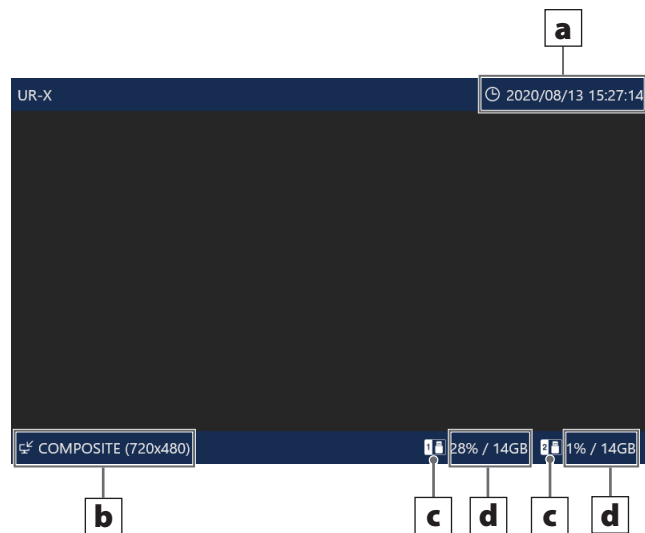 a
UR-X 2020/08/13 15:27:14
COMPOSITE (720x480) 1 28% / 14GB 2 1% / 14GB
b c d c d